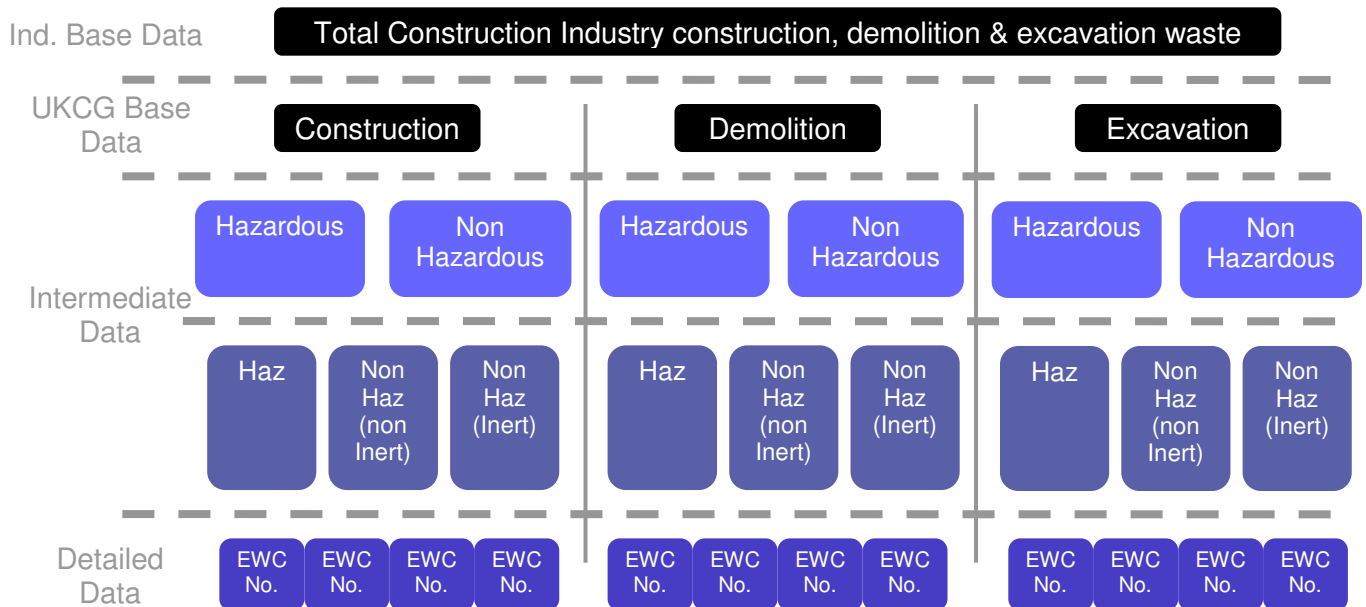 Ind. Base Data
Total Construction Industry construction, demolition & excavation waste
UKCG Base
Data
Construction
Demolition
Excavation
Intermediate
Data
Hazardous
Non
Hazardous
Hazardous
Non
Hazardous
Hazardous
Non
Hazardous
Haz
Non
Haz
(non
Inert)
Non
Haz
(Inert)
Haz
Non
Haz
(non
Inert)
Non
Haz
(Inert)
Haz
Non
Haz
(non
Inert)
Non
Haz
(Inert)
Detailed
Data
EWC
No.
EWC
No.
EWC
No.
EWC
No.
EWC
No.
EWC
No.
EWC
No.
EWC
No.
EWC
No.
EWC
No.
EWC
No.
EWC
No.